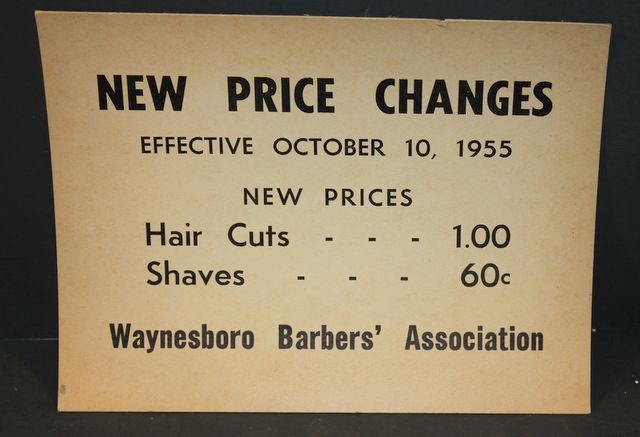 NEW PRICE CHANGES
EFFECTIVE OCTOBER 10, 1955
NEW PRICES
Hair Cuts - - - 1.00
Shaves - - - 60c
Waynesboro Barbers' Association